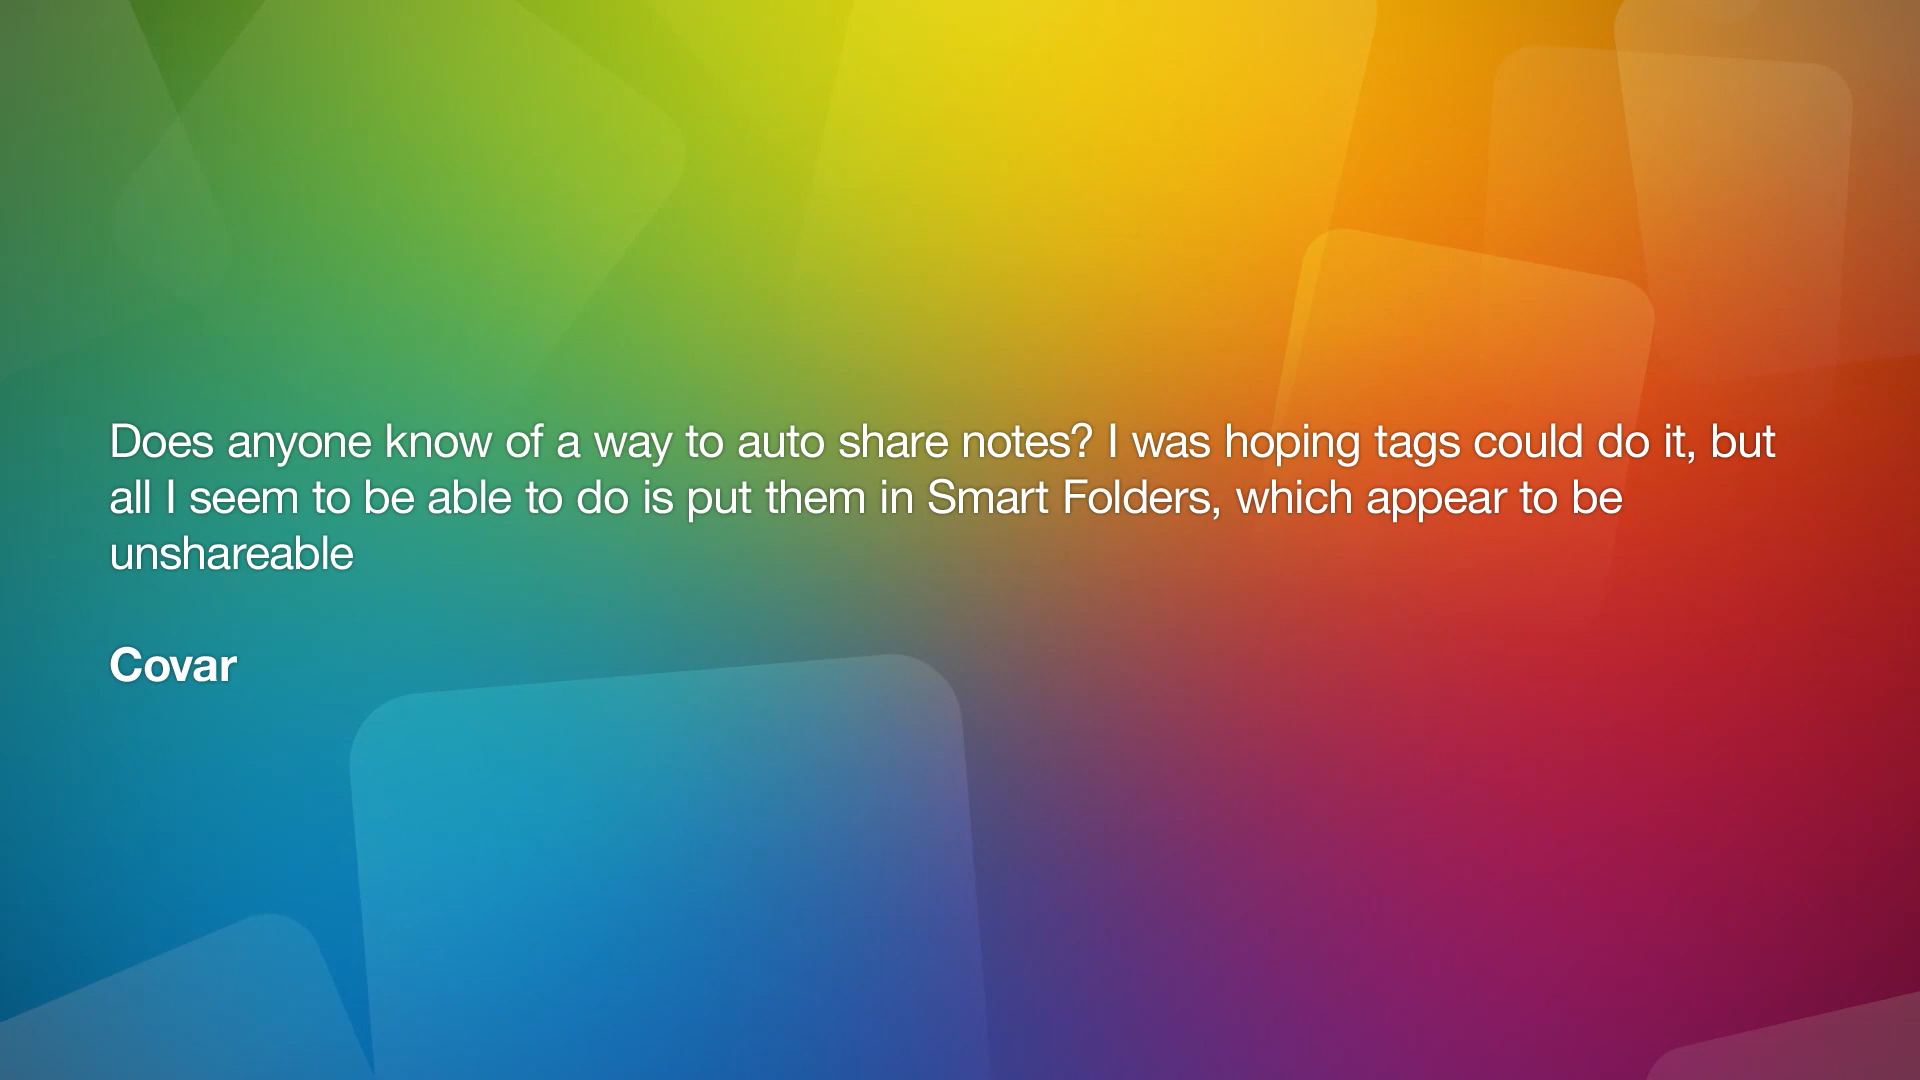 Does anyone know of a way to auto share notes? I was hoping tags could do it, but
all I seem to be able to do is put them in Smart Folders, which appear to be
unshareable
Covar